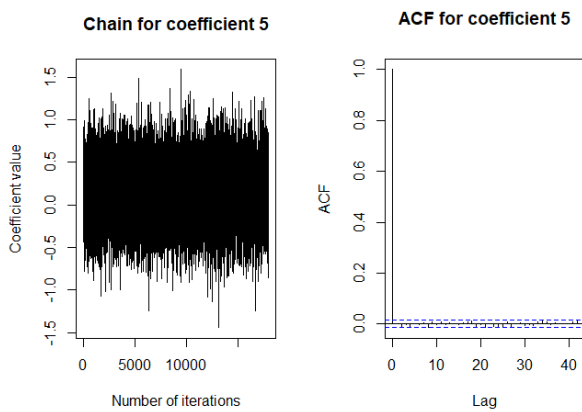 Chain for coefficient 5
Coefficient value
1.5
1.0
0.5
0.0
-0.5
-1.0
-1.5
0 5000 10000
Number of iterations
ACF for coefficient 5
ACF
1.0
0.8
0.6
0.4
0.2
0.0
0 10 20 30 40
Lag